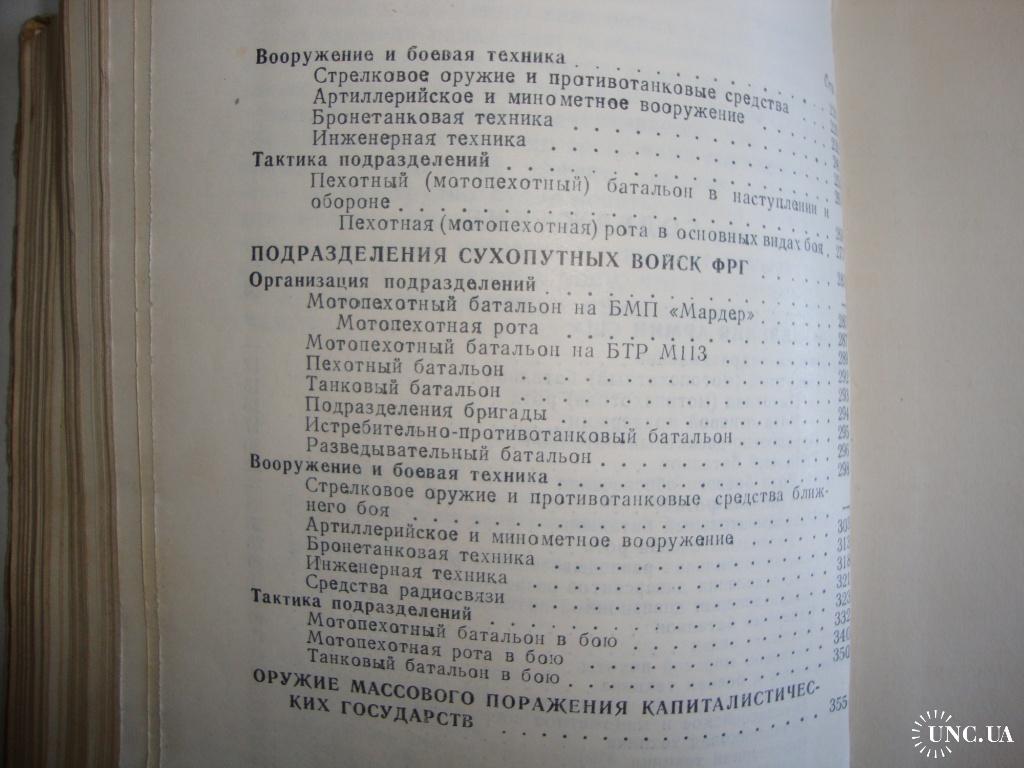 Вооружение и боевая техника . . . . . . . .
Стрелковое оружие и противотанковые средства
Артиллерийское и минометное вооружение
Бронетанковая техника
Инженерная техника
Тактика подразделений
Пехотный (мотопехотный) батальон в наступлении и
обороне
Пехотная (мотопехотная) рота в основных видах боя
ПОДРАЗДЕЛЕНИЯ СУХОПУТНЫХ ВОЙСК ФРГ
Организация подразделений
Мотопехотный батальон на БМП «Мардер»
Мотопехотная рота
Мотопехотный батальон на БТР М113
Пехотный батальон
Танковый батальон
Подразделения бригады
Истребительно-противотанковый батальон
Разведывательный батальон
Вооружение и боевая техника
Стрелковое оружие и противотанковые средства ближ-
него боя
Артиллерийское и минометное вооружение
Бронетанковая техника
Инженерная техника
Средства радиосвязи
Тактика подразделений
Мотопехотный батальон в бою
Мотопехотная рота в бою
Танковый батальон в бою
ОРУЖИЕ МАССОВОГО ПОРАЖЕНИЯ КАПИТАЛИСТИЧЕС-
КИХ ГОСУДАРСТВ . . . . . . . . 355
UNC.UA